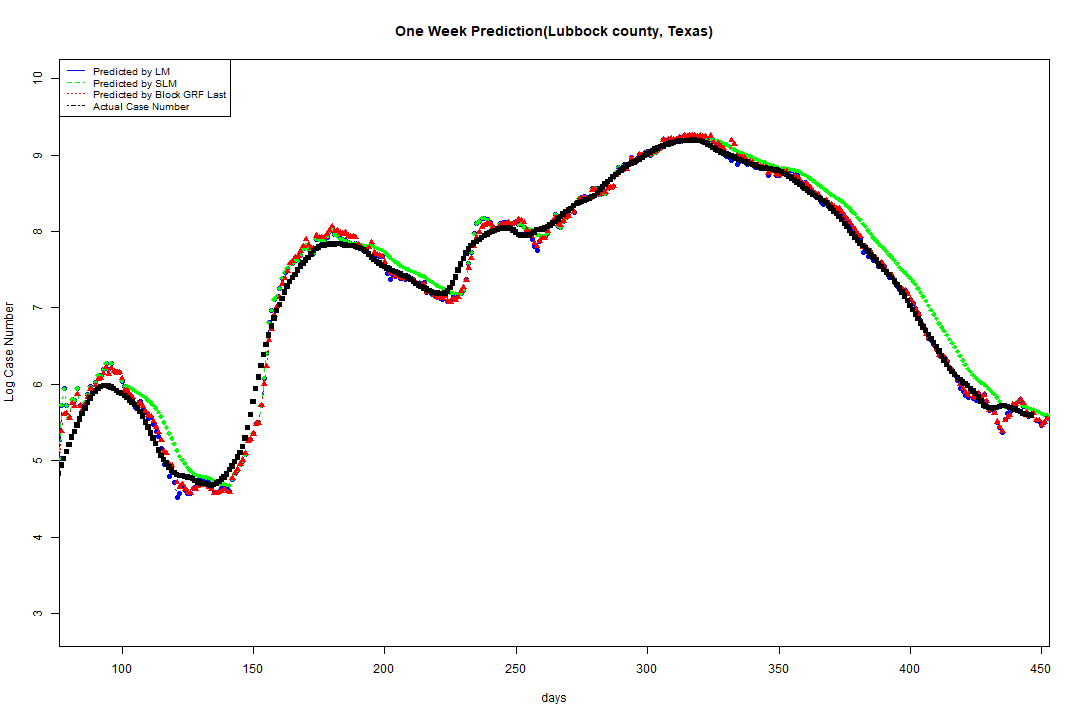 One Week Prediction(Lubbock county, Texas)
Predicted by LM
Predicted by SLM
Predicted by Block GRF Last
Actual Case Number
10
9
8
7
6
5
4
3
Log Case Number
100 150 200 250 300 350 400 450
days